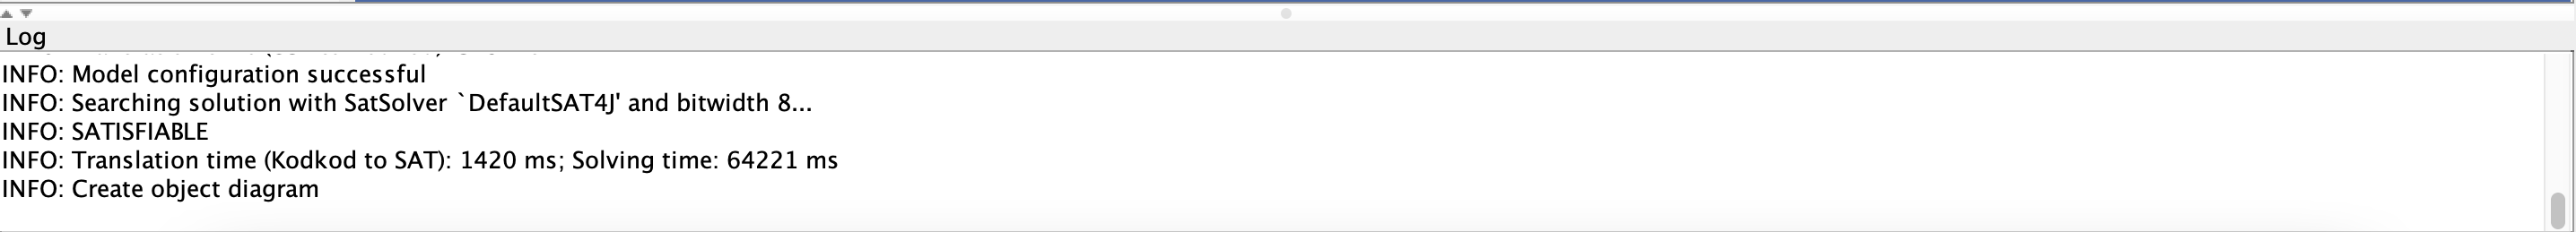 Log
INFO: Model configuration successful
INFO: Searching solution with SatSolver `DefaultSAT4J' and bitwidth 8...
INFO: SATISFIABLE
INFO: Translation time (Kodkod to SAT): 1420 ms; Solving time: 64221 ms
INFO: Create object diagram